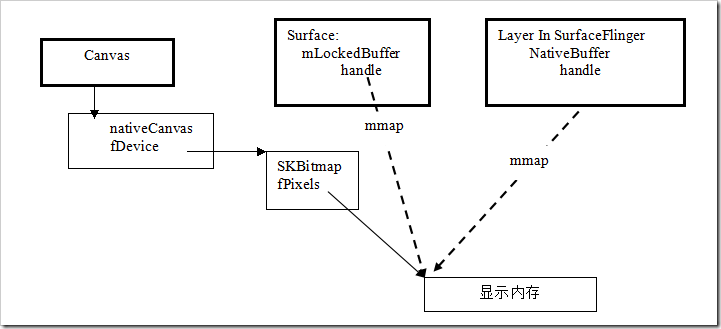 Canvas
Surface:
mLockedBuffer
handle
Layer In SurfaceFlinger
NativeBuffer
handle
nativeCanvas
fDevice
mmap
mmap
SKBitmap
fPixels
显示内存